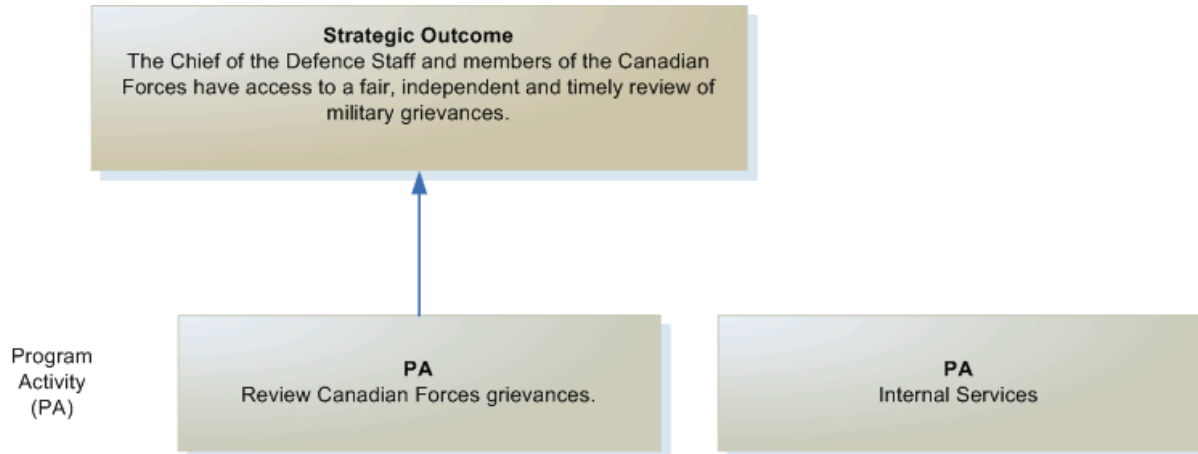 Strategic Outcome
The Chief of the Defence Staff and members of the Canadian
Forces have access to a fair, independent and timely review of
military grievances.
Program
Activity
(PA)
PA
Review Canadian Forces grievances.
PA
Internal Services